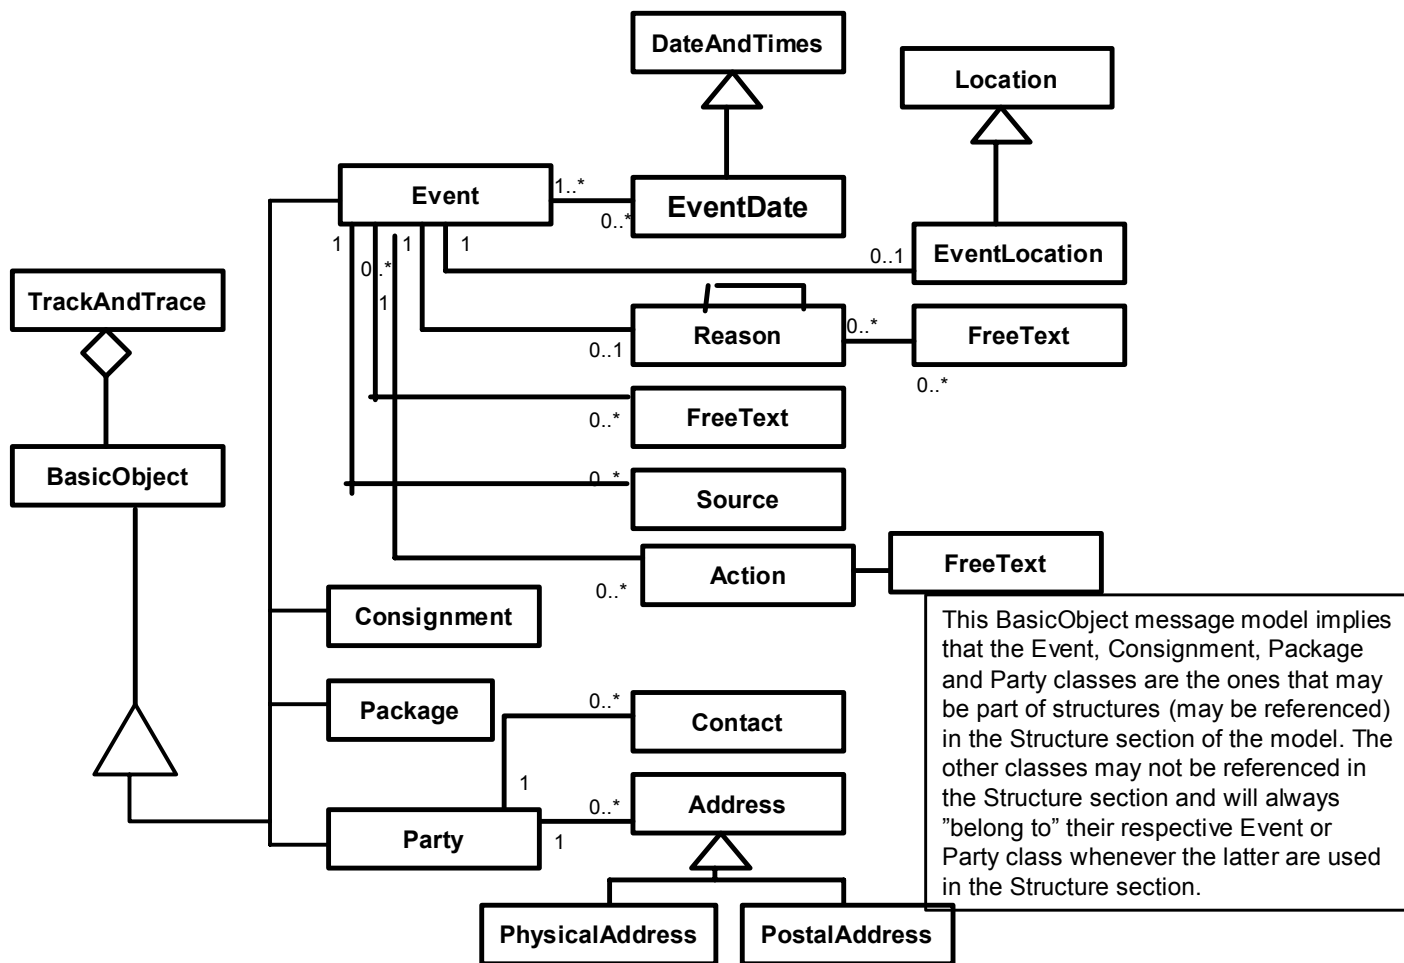 DateAndTimes
Location
Event
1..*
0..*
EventDate
1
0..*
1
1
1
0..1
EventLocation
TrackAndTrace
0..1
Reason
0..*
FreeText
0..*
0..*
FreeText
BasicObject
0..*
Source
0..*
Action
FreeText
Consignment
This BasicObject message model implies
that the Event, Consignment, Package
and Party classes are the ones that may
be part of structures (may be referenced)
in the Structure section of the model. The
other classes may not be referenced in
the Structure section and will always
”belong to” their respective Event or
Party class whenever the latter are used
in the Structure section.
Package
0..*
Contact
1
0..*
Address
Party
1
PhysicalAddress
PostalAddress